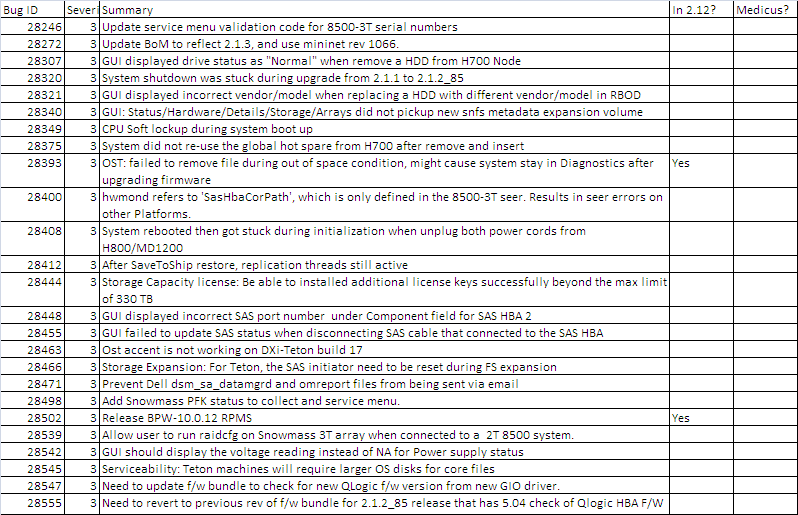 Bug ID Severi Summary In 2.12? Medicus?
28246 3 Update service menu validation code for 8500-3T serial numbers
28272 3 Update BoM to reflect 2.1.3, and use mininet rev 1066.
28307 3 GUI displayed drive status as "Normal" when remove a HDD from H700 Node
28320 3 System shutdown was stuck during upgrade from 2.1.1 to 2.1.2_85
28321 3 GUI displayed incorrect vendor/model when replacing a HDD with different vendor/model in RBOD
28340 3 GUI: Status/Hardware/Details/Storage/Arrays did not pickup new snfs metadata expansion volume
28349 3 CPU Soft lockup during system boot up
28375 3 System did not re-use the global hot spare from H700 after remove and insert
28393 3 OST: failed to remove file during out of space condition, might cause system stay in Diagnostics after Yes
upgrading firmware
28400 3 hwmond refers to 'SasHbaCorPath', which is only defined in the 8500-3T seer. Results in seer errors on
other Platforms.
28408 3 System rebooted then got stuck during initialization when unplug both power cords from
H800/MD1200
28412 3 After SaveToShip restore, replication threads still active
28444 3 Storage Capacity license: Be able to installed additional license keys successfully beyond the max limit
of 330 TB
28448 3 GUI displayed incorrect SAS port number under Component field for SAS HBA 2
28455 3 GUI failed to update SAS status when disconnecting SAS cable that connected to the SAS HBA
28463 3 Ost accent is not working on DXi-Teton build 17
28466 3 Storage Expansion: For Teton, the SAS initiator need to be reset during FS expansion
28471 3 Prevent Dell dsm_sa_datamgrd and omreport files from being sent via email
28498 3 Add Snowmass PFK status to collect and service menu.
28502 3 Release BPW-10.0.12 RPMS Yes
28539 3 Allow user to run raidcfg on Snowmass 3T array when connected to a 2T 8500 system.
28542 3 GUI should display the voltage reading instead of NA for Power supply status
28545 3 Serviceability: Teton machines will require larger OS disks for core files
28547 3 Need to update f/w bundle to check for new QLogic f/w version from new GIO driver.
28555 3 Need to revert to previous rev of f/w bundle for 2.1.2_85 release that has 5.04 check of Qlogic HBA F/W